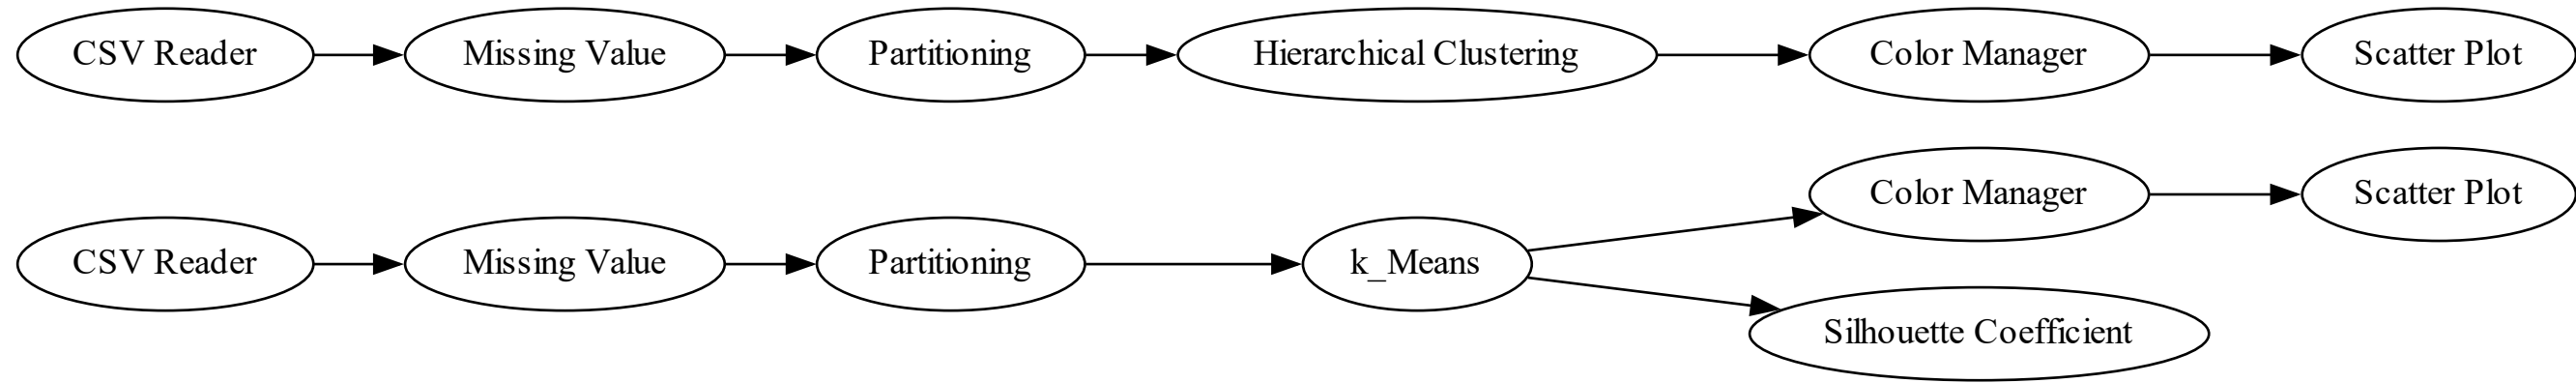 CSV Reader
Missing Value
Partitioning
Hierarchical Clustering
Color Manager
Scatter Plot
CSV Reader
Missing Value
Partitioning
k_Means
Color Manager
Scatter Plot
Silhouette Coefficient